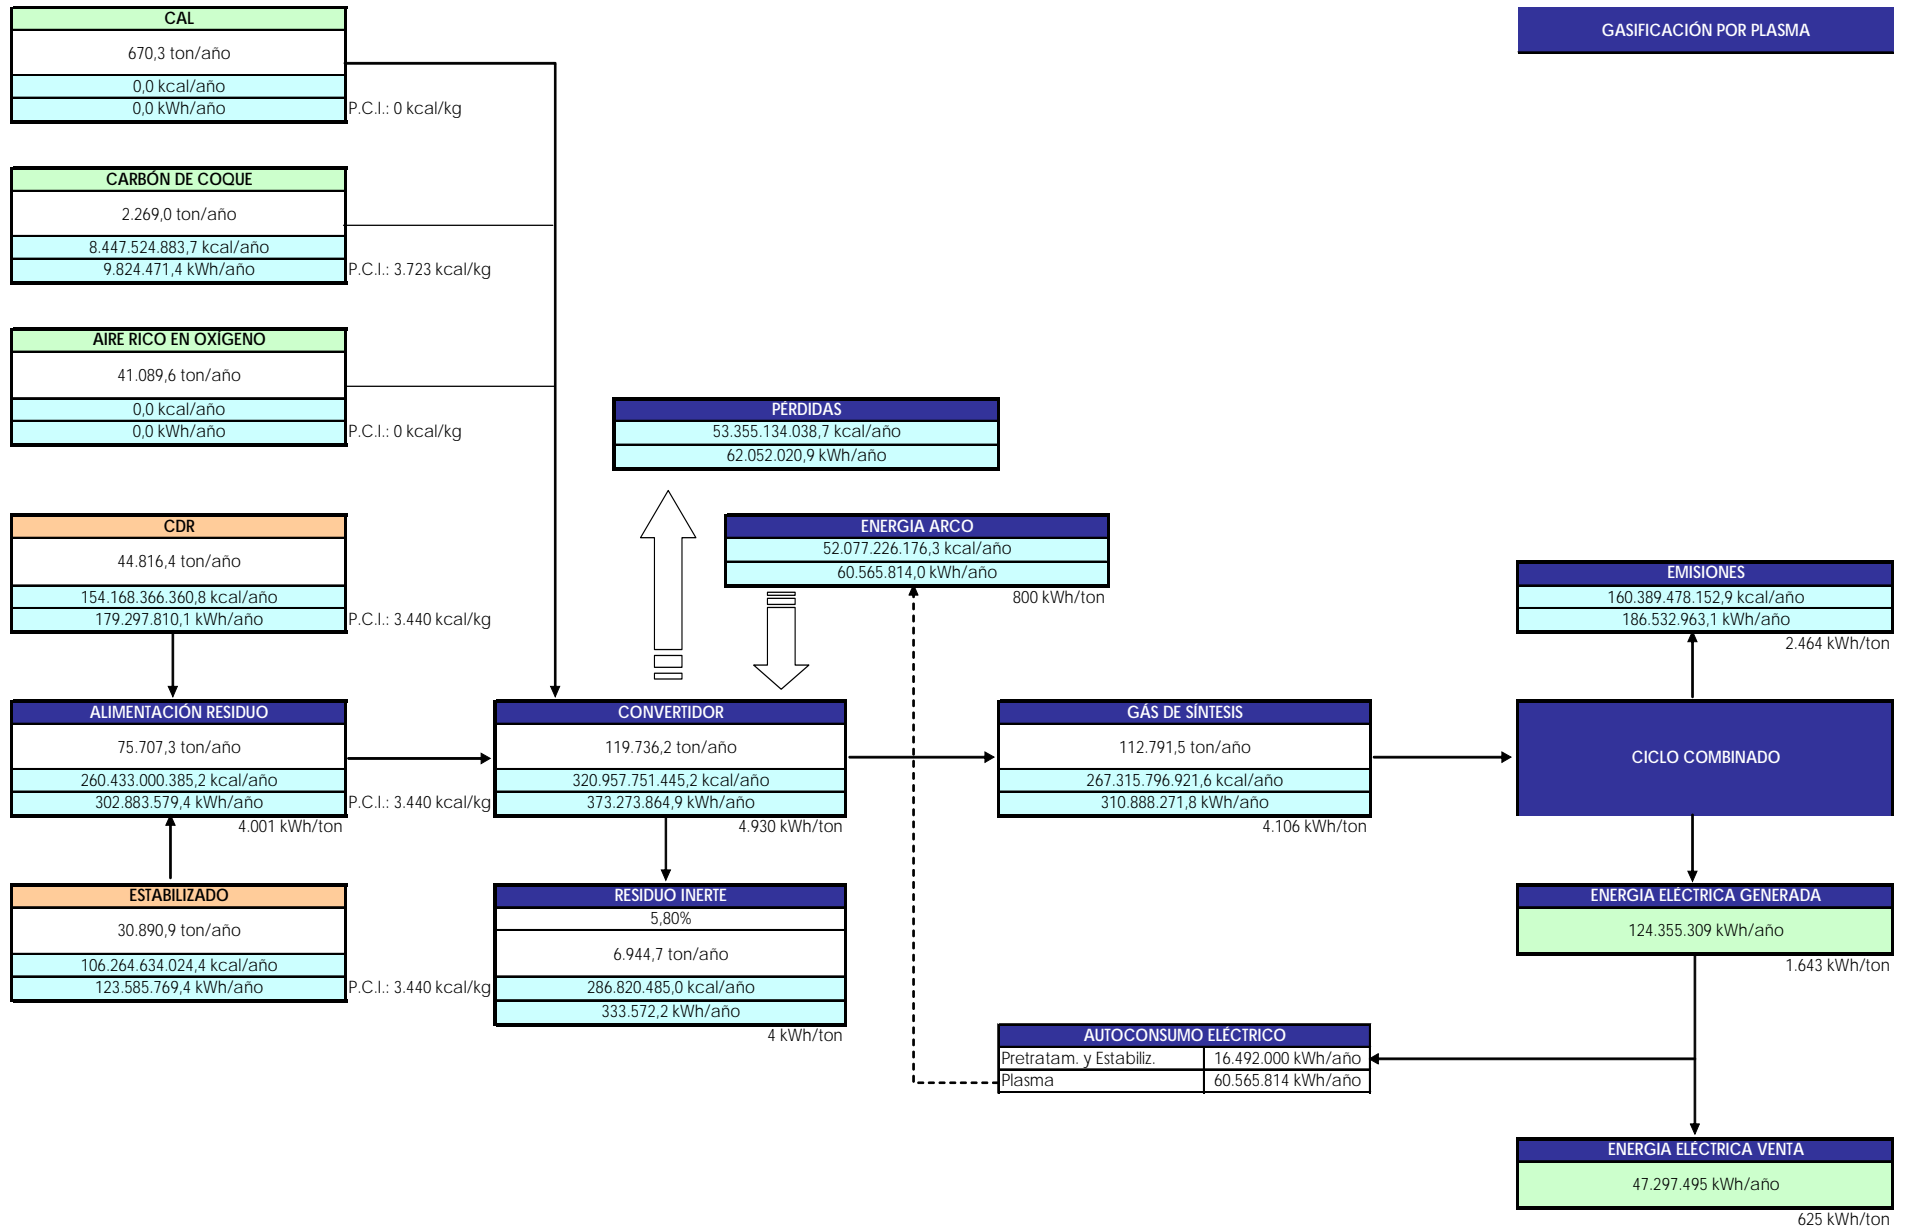 CAL
670,3 ton/año
0,0 kcal/año
0,0 kWh/año
P.C.I.: 0 kcal/kg
GASIFICACIÓN POR PLASMA
CARBÓN DE COQUE
2.269,0 ton/año
8.447.524.883,7 kcal/año
9.824.471,4 kWh/año
P.C.I.: 3.723 kcal/kg
AIRE RICO EN OXÍGENO
41.089,6 ton/año
0,0 kcal/año
0,0 kWh/año
P.C.I.: 0 kcal/kg
PÉRDIDAS
53.355.134.038,7 kcal/año
62.052.020,9 kWh/año
CDR
44.816,4 ton/año
154.168.366.360,8 kcal/año
179.297.810,1 kWh/año
P.C.I.: 3.440 kcal/kg
ENERGIA ARCO
52.077.226.176,3 kcal/año
60.565.814,0 kWh/año
800 kWh/ton
EMISIONES
160.389.478.152,9 kcal/año
186.532.963,1 kWh/año
2.464 kWh/ton
ALIMENTACIÓN RESIDUO
75.707,3 ton/año
260.433.000.385,2 kcal/año
302.883.579,4 kWh/año
P.C.I.: 3.440 kcal/kg
4.001 kWh/ton
CONVERTIDOR
119.736,2 ton/año
320.957.751.445,2 kcal/año
373.273.864,9 kWh/año
4.930 kWh/ton
GÁS DE SÍNTESIS
112.791,5 ton/año
267.315.796.921,6 kcal/año
310.888.271,8 kWh/año
4.106 kWh/ton
CICLO COMBINADO
ESTABILIZADO
30.890,9 ton/año
106.264.634.024,4 kcal/año
123.585.769,4 kWh/año
P.C.I.: 3.440 kcal/kg
RESIDUO INERTE
5,80%
6.944,7 ton/año
286.820.485,0 kcal/año
333.572,2 kWh/año
4 kWh/ton
ENERGIA ELÉCTRICA GENERADA
124.355.309 kWh/año
1.643 kWh/ton
AUTOCONSUMO ELÉCTRICO
Pretratam. y Estabiliz. 16.492.000 kWh/año
Plasma 60.565.814 kWh/año
ENERGIA ELÉCTRICA VENTA
47.297.495 kWh/año
625 kWh/ton